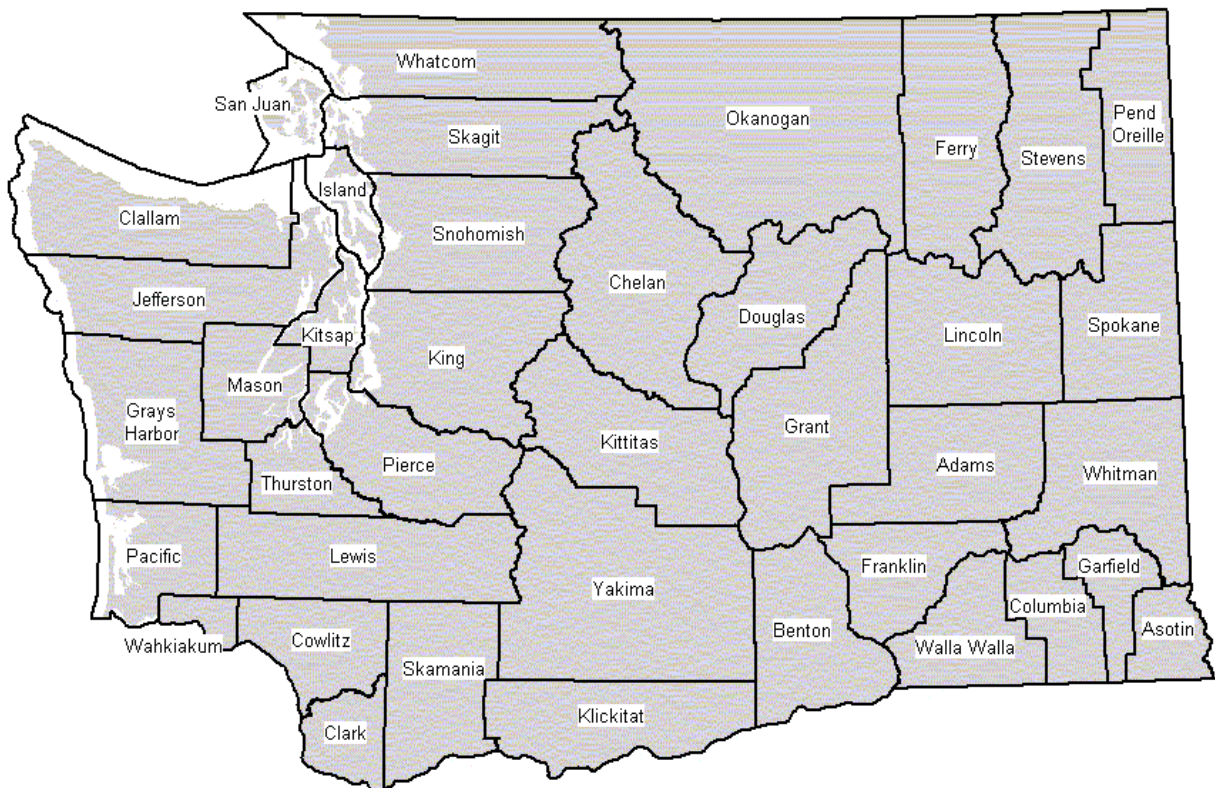 Whatcom
San Juan
Skagit
Okanogan
Ferry
Stevens
Pend
Oreille
Island
Clallam
Snohomish
Chelan
Jefferson
Kitsap
King
Douglas
Lincoln
Spokane
Mason
Grays
Harbor
Kittitas
Grant
Pierce
Thurston
Adams
Whitman
Pacific
Lewis
Yakima
Franklin
Garfield
Columbia
Wahkiakum
Cowlitz
Skamania
Benton
Walla Walla
Asotin
Klickitat
Clark